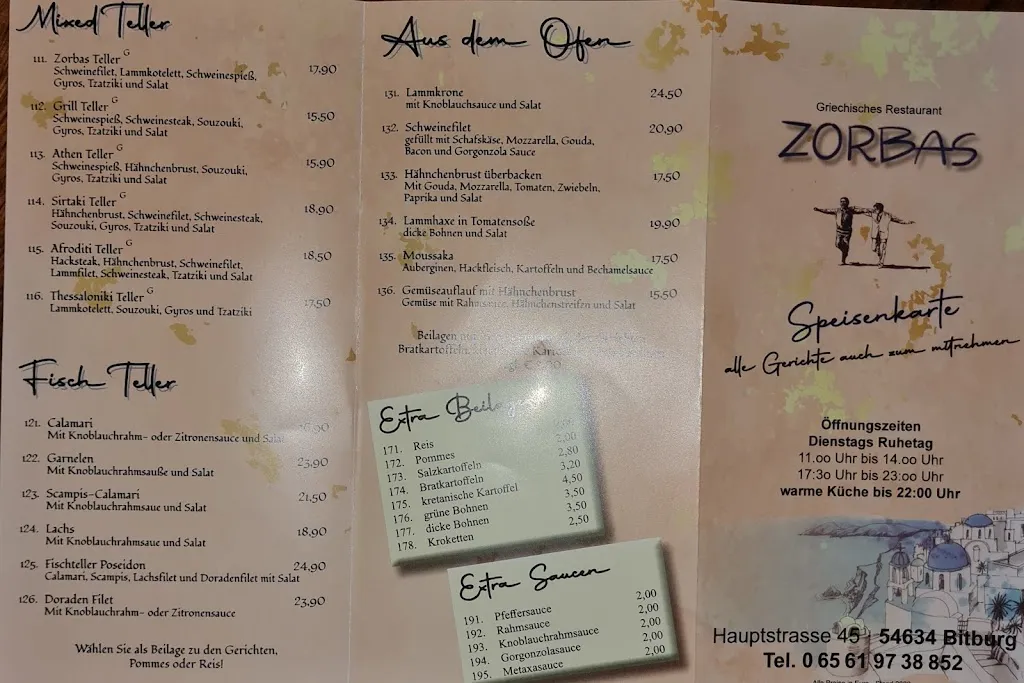 Mixed Teller
111. Zorbas Teller G 17,90
Schweinefilet, Lammkotelett, Schweinespieß,
Gyros, Tzatziki und Salat
112. Grill Teller G 15,50
Schweinespieß, Schweinesteak, Souzouki,
Gyros, Tzatziki und Salat
113. Athen Teller G 15,90
Schweinespieß, Hähnchenbrust, Souzouki,
Gyros, Tzatziki und Salat
114. Sirtaki Teller G 18,90
Hähnchenbrust, Schweinefilet, Schweinesteak,
Souzouki, Gyros, Tzatziki und Salat
115. Afroditi Teller G 18,50
Hacksteak, Hähnchenbrust, Schweinefilet,
Lammfilet, Schweinesteak, Tzatziki und Salat
116. Thessaloniki Teller G 17,50
Lammkotelett, Souzouki, Gyros und Tzatziki
Fisch Teller
121. Calamari
Mit Knoblauchrahm- oder Zitronensauce und Salat
122. Garnelen 23,90
Mit Knoblauchrahmsauße und Salat
123. Scampis-Calamari 21,50
Mit Knoblauchrahmsaue und Salat
124. Lachs 18,90
Mit Knoblauchrahmsaue und Salat
125. Fischteller Poseidon 24,90
Calamari, Scampis, Lachsfilet und Doradenfilet mit Salat
126. Doraden Filet 23,90
Mit Knoblauchrahm- oder Zitronensauce
Wählen Sie als Beilage zu den Gerichten,
Pommes oder Reis!
Aus dem Ofen
131. Lammkrone 24,50
mit Knoblauchsauce und Salat
132. Schweinefilet 20,90
gefüllt mit Schafskäse, Mozzarella, Gouda,
Bacon und Gorgonzola Sauce
133. Hähnchenbrust überbacken 17,50
Mit Gouda, Mozzarella, Tomaten, Zwiebeln,
Paprika und Salat
134. Lammhaxe in Tomatensoße 19,90
dicke Bohnen und Salat
135. Moussaka 17,50
Auberginen, Hackfleisch, Kartoffeln und Bechamelsauce
136. Gemüseauflauf mit Hähnchenbrust 15,50
Gemüse mit Rahmsauce, Hähnchenstreifen und Salat
Beilagen
Bratkartoffeln
Extra Beilagen
171. Reis
172. Pommes 2,00
173. Salzkartoffeln 2,80
174. Bratkartoffeln 3,20
175. kretanische Kartoffel 4,50
176. grüne Bohnen 3,50
177. dicke Bohnen 3,50
178. Kroketten 2,50
Extra Saucen
191. Pfeffersauce 2,00
192. Rahmsauce 2,00
193. Knoblauchrahmsauce 2,00
194. Gorgonzolasauce 2,00
195. Metaxasauce 2,00
Griechisches Restaurant
ZORBAS
Speisenkarte
alle Gerichte auch zum mitnehmen
Öffnungszeiten
Dienstags Ruhetag
11.oo Uhr bis 14.oo Uhr
17:3o Uhr bis 23:oo Uhr
warme Küche bis 22:00 Uhr
Hauptstrasse 45 | 54634 Bitburg
Tel. 0 65 61 97 38 852